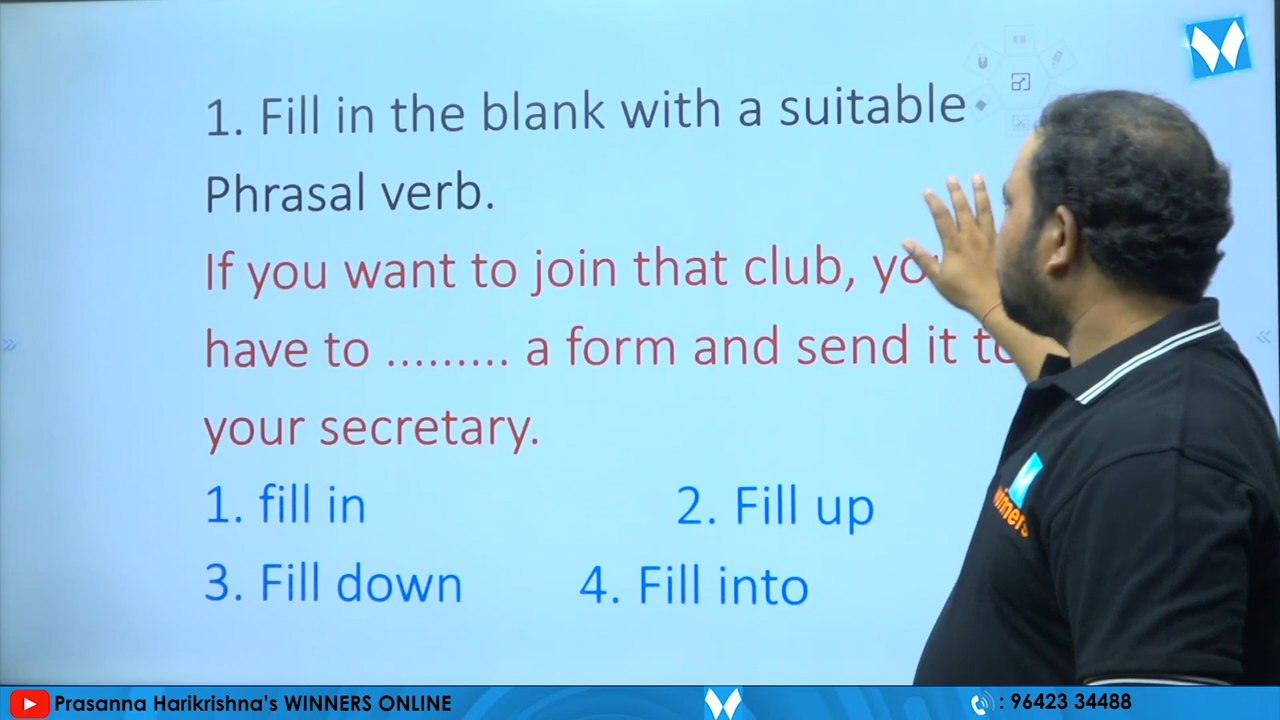 1. Fill in the blank with a suitable
Phrasal verb.
If you want to join that club,
have to ......... a form and send it
your secretary.
1. fill in 2. Fill up
3. Fill down 4. Fill into
winners
Prasanna Harikrishna's WINNERS ONLINE
: 96423 34488